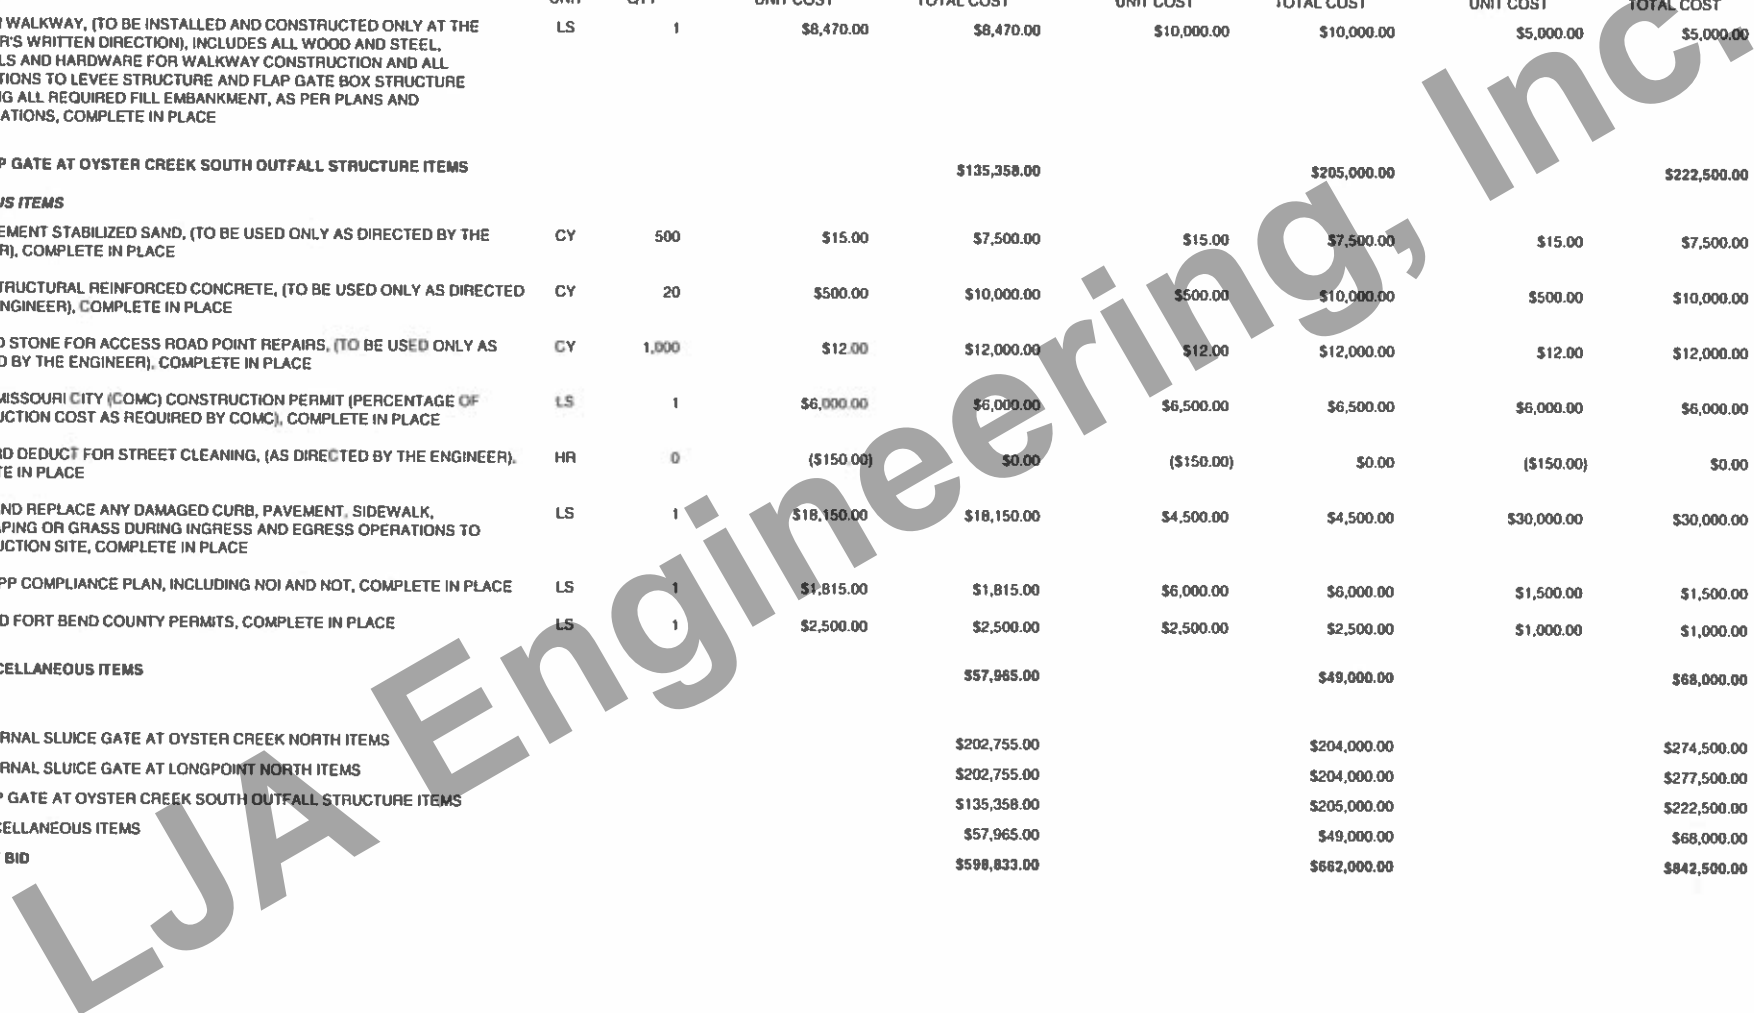 UNIT QTY UNIT COST TOTAL COST UNIT COST TOTAL COST UNIT COST TOTAL COST
WALKWAY, (TO BE INSTALLED AND CONSTRUCTED ONLY AT THE LS 1 $8,470.00 $8,470.00 $10,000.00 $10,000.00 $5,000.00 $5,000.00
R'S WRITTEN DIRECTION), INCLUDES ALL WOOD AND STEEL,
LS AND HARDWARE FOR WALKWAY CONSTRUCTION AND ALL
TIONS TO LEVEE STRUCTURE AND FLAP GATE BOX STRUCTURE
G ALL REQUIRED FILL EMBANKMENT, AS PER PLANS AND
ATIONS, COMPLETE IN PLACE
P GATE AT OYSTER CREEK SOUTH OUTFALL STRUCTURE ITEMS $135,358.00 $205,000.00 $222,500.00
US ITEMS
EMENT STABILIZED SAND, (TO BE USED ONLY AS DIRECTED BY THE CY 500 $15.00 $7,500.00 $15.00 $7,500.00 $15.00 $7,500.00
R), COMPLETE IN PLACE
TRUCTURAL REINFORCED CONCRETE, (TO BE USED ONLY AS DIRECTED CY 20 $500.00 $10,000.00 $500.00 $10,000.00 $500.00 $10,000.00
NGINEER), COMPLETE IN PLACE
D STONE FOR ACCESS ROAD POINT REPAIRS, (TO BE USED ONLY AS CY 1,000 $12.00 $12,000.00 $12.00 $12,000.00 $12.00 $12,000.00
D BY THE ENGINEER), COMPLETE IN PLACE
MISSOURI CITY (COMC) CONSTRUCTION PERMIT (PERCENTAGE OF LS 1 $6,000.00 $6,000.00 $6,500.00 $6,500.00 $6,000.00 $6,000.00
UCTION COST AS REQUIRED BY COMC), COMPLETE IN PLACE
RD DEDUCT FOR STREET CLEANING, (AS DIRECTED BY THE ENGINEER), HR 0 ($150.00) $0.00 ($150.00) $0.00 ($150.00) $0.00
TE IN PLACE
ND REPLACE ANY DAMAGED CURB, PAVEMENT, SIDEWALK, LS 1 $18,150.00 $18,150.00 $4,500.00 $4,500.00 $30,000.00 $30,000.00
PING OR GRASS DURING INGRESS AND EGRESS OPERATIONS TO
UCTION SITE, COMPLETE IN PLACE
PP COMPLIANCE PLAN, INCLUDING NOI AND NOT, COMPLETE IN PLACE LS 1 $1,815.00 $1,815.00 $6,000.00 $6,000.00 $1,500.00 $1,500.00
D FORT BEND COUNTY PERMITS, COMPLETE IN PLACE LS 1 $2,500.00 $2,500.00 $2,500.00 $2,500.00 $1,000.00 $1,000.00
CELLANEOUS ITEMS $57,965.00 $49,000.00 $68,000.00
RNAL SLUICE GATE AT OYSTER CREEK NORTH ITEMS $202,755.00 $204,000.00 $274,500.00
RNAL SLUICE GATE AT LONGPOINT NORTH ITEMS $202,755.00 $204,000.00 $277,500.00
P GATE AT OYSTER CREEK SOUTH OUTFALL STRUCTURE ITEMS $135,358.00 $205,000.00 $222,500.00
CELLANEOUS ITEMS $57,965.00 $49,000.00 $68,000.00
BID $598,833.00 $662,000.00 $842,500.00
LJA Engineering, Inc.